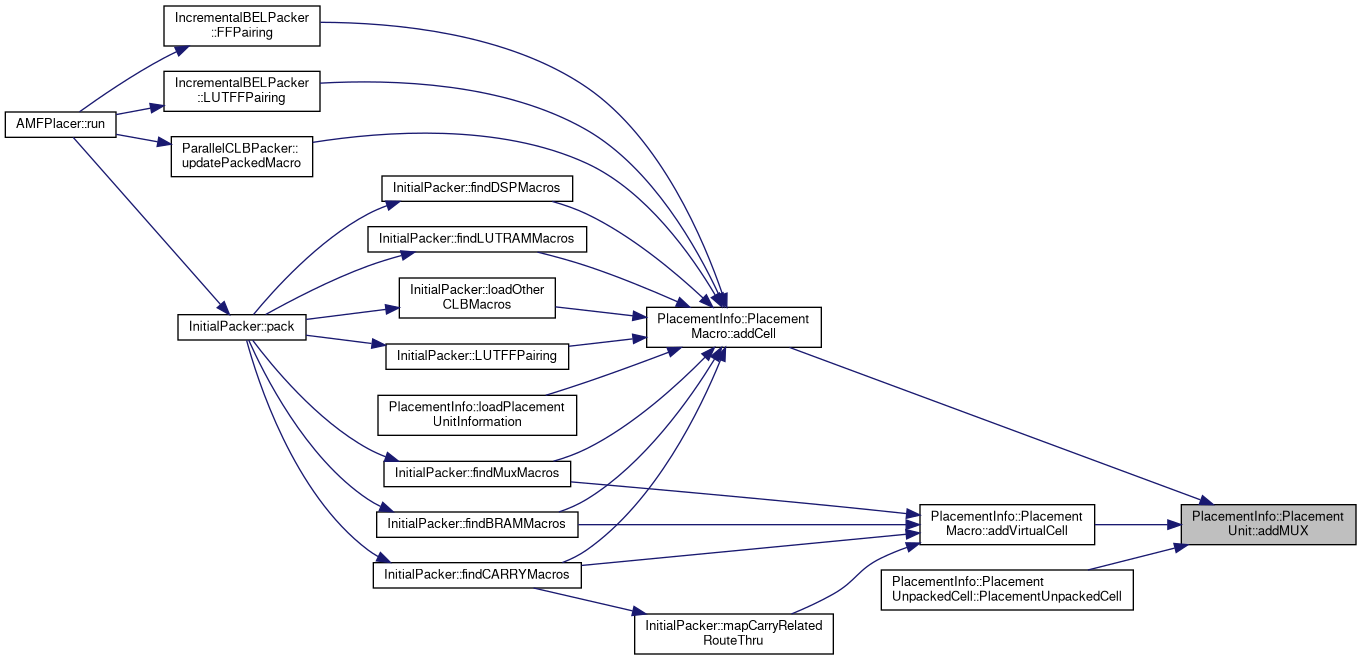 IncrementalBELPacker
::FFPairing
IncrementalBELPacker
::LUTFFPairing
AMFPlacer::run
ParallelCLBPacker::
updatePackedMacro
InitialPacker::findDSPMacros
InitialPacker::findLUTRAMMacros
InitialPacker::loadOther
CLBMacros
InitialPacker::pack
PlacementInfo::Placement
Macro::addCell
InitialPacker::LUTFFPairing
PlacementInfo::loadPlacement
UnitInformation
InitialPacker::findMuxMacros
InitialPacker::findBRAMMacros
PlacementInfo::Placement
Macro::addVirtualCell
PlacementInfo::Placement
Unit::addMUX
InitialPacker::findCARRYMacros
PlacementInfo::Placement
UnpackedCell::PlacementUnpackedCell
InitialPacker::mapCarryRelated
RouteThru